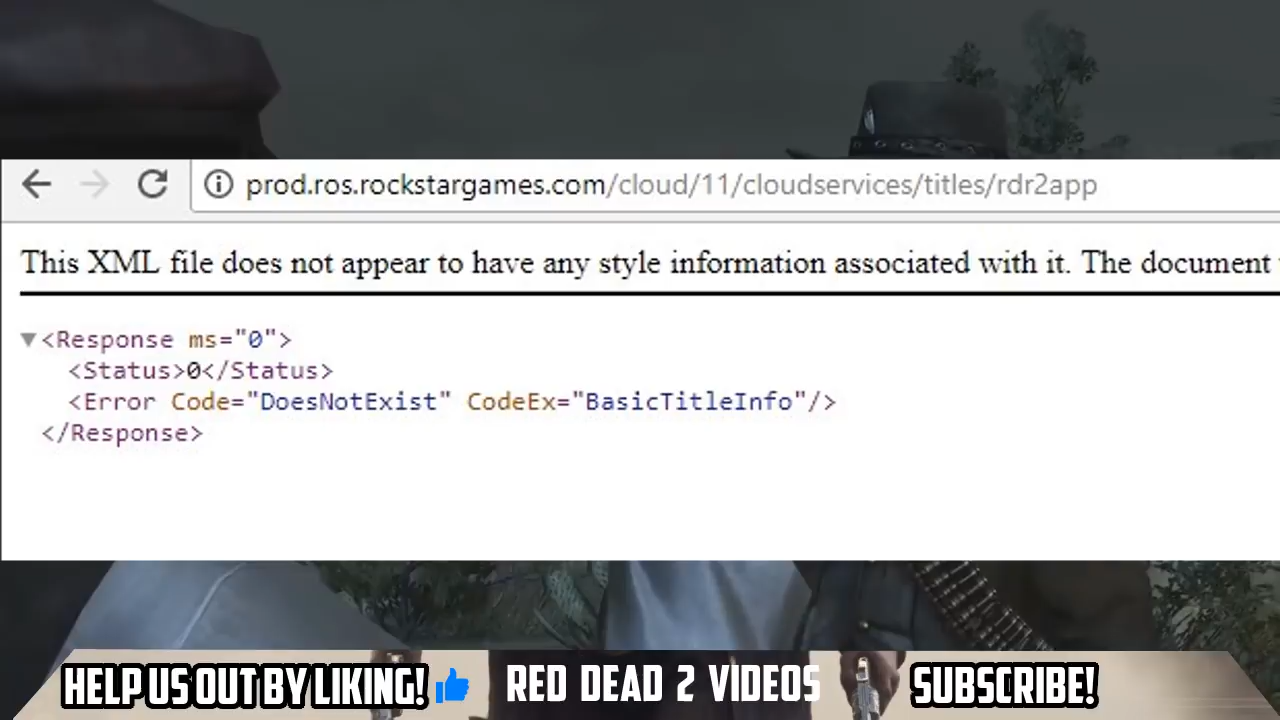 prod.ros.rockstargames.com/cloud/11/cloudservices/titles/rdr2app
This XML file does not appear to have any style information associated with it. The document
<Response ms="0">
<Status>0</Status>
<Error Code="DoesNotExist" CodeEx="BasicTitleInfo"/>
</Response>
HELP US OUT BY LIKING! RED DEAD 2 VIDEOS SUBSCRIBE!